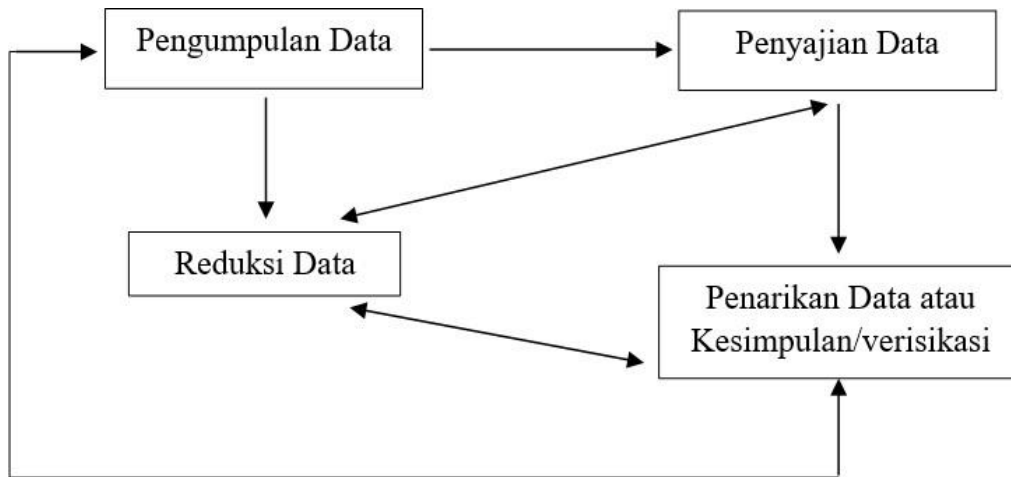 Pengumpulan Data
Penyajian Data
Reduksi Data
Penarikan Data atau
Kesimpulan/verisikasi